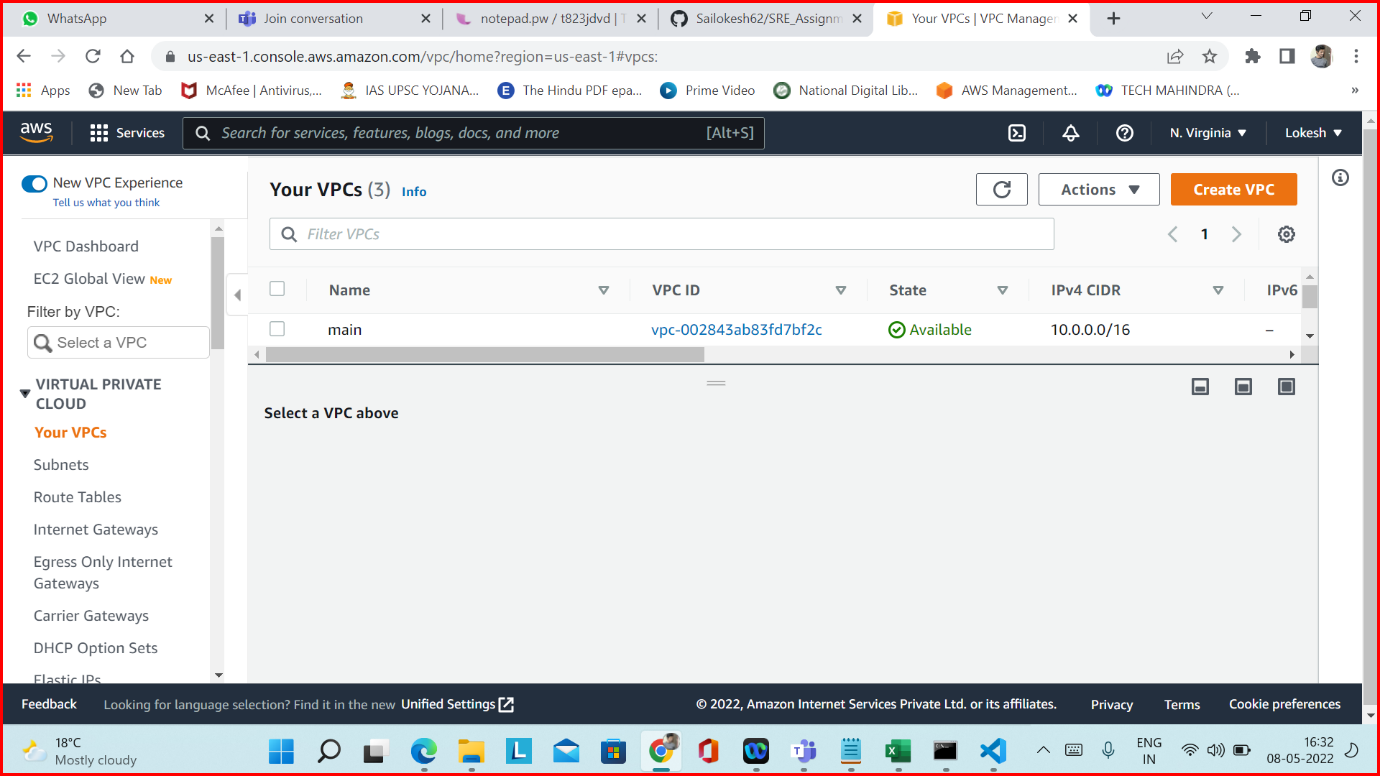 WhatsApp
Join conversation
notepad.pw / t823jdvd | T
Sailokesh62/SRE_Assignm
Your VPCs | VPC Manager
us-east-1.console.aws.amazon.com/vpc/home?region=us-east-1#vpcs:
Apps
New Tab
McAfee | Antivirus,...
IAS UPSC YOJANA...
E
The Hindu PDF epa...
Prime Video
National Digital Lib...
AWS Management...
TECH MAHINDRA (...
»
aws
Services
Search for services, features, blogs, docs, and more
[Alt+S]
N. Virginia
Lokesh
New VPC Experience
Tell us what you think
VPC Dashboard
EC2 Global View New
Filter by VPC:
Select a VPC
VIRTUAL PRIVATE
CLOUD
Your VPCs
Subnets
Route Tables
Internet Gateways
Egress Only Internet
Gateways
Carrier Gateways
DHCP Option Sets
Elastic IPs
Your VPCs (3) Info
Actions
Create VPC
Filter VPCs
1
Name
VPC ID
State
IPv4 CIDR
IPv6
main
vpc-002843ab83fd7bf2c
Available
10.0.0.0/16
–
Select a VPC above
Feedback
Looking for language selection? Find it in the new Unified Settings
© 2022, Amazon Internet Services Private Ltd. or its affiliates.
Privacy
Terms
Cookie preferences
18°C
Mostly cloudy
L
ENG
IN
16:32
08-05-2022